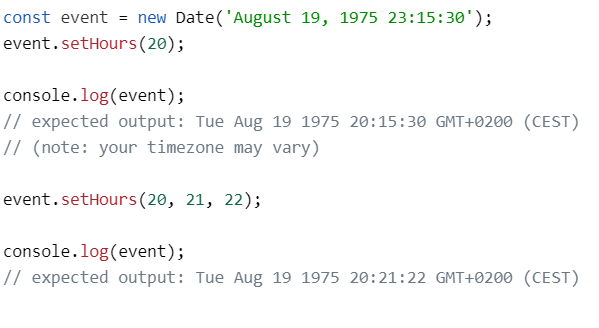 const event = new Date('August 19, 1975 23:15:30');
event.setHours(20);
console.log(event);
// expected output: Tue Aug 19 1975 20:15:30 GMT+0200 (CEST)
// (note: your timezone may vary)
event.setHours(20, 21, 22);
console.log(event);
// expected output: Tue Aug 19 1975 20:21:22 GMT+0200 (CEST)